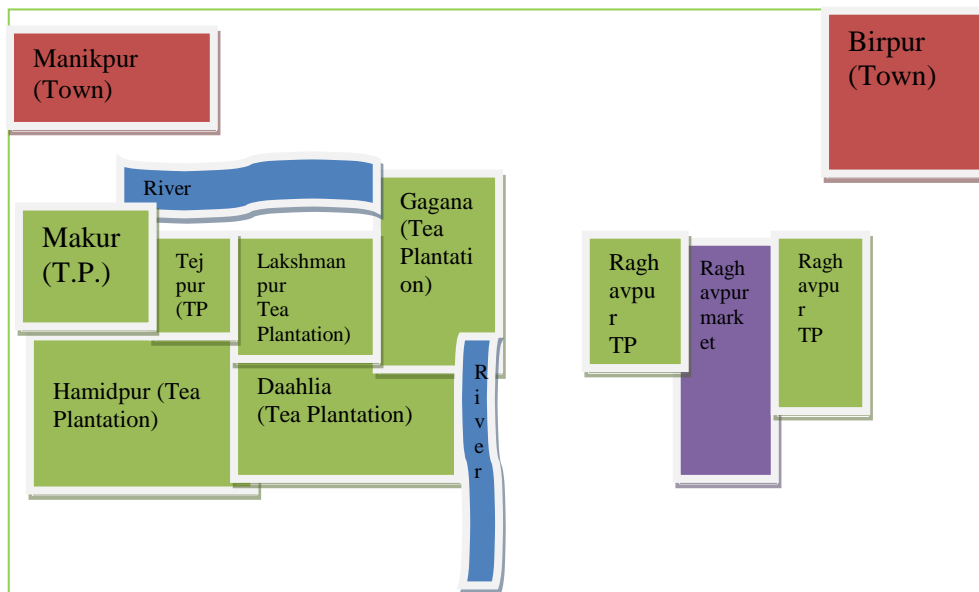 Manikpur
(Town)
Birpur
(Town)
River
Gagana
(Tea
Plantati
on)
Makur
(T.P.)
Tej
pur
(TP
Lakshman
pur
Tea
Plantation)
Ragh
avpu
r
TP
Ragh
avpur
mark
et
Ragh
avpu
r
TP
Hamidpur (Tea
Plantation)
Daahlia
(Tea Plantation)
R
i
v
e
r